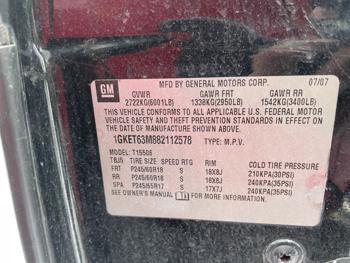 GM
MFD BY GENERAL MOTORS CORP. 07/07
GVWR GAWR FRT GAWR RR
2722KG(6001LB) 1338KG(2950LB) 1542KG(3400LB)
THIS VEHICLE CONFORMS TO ALL APPLICABLE U.S. FEDERAL MOTOR
VEHICLE SAFETY AND THEFT PREVENTION STANDARDS IN EFFECT ON
THE DATE OF MANUFACTURE SHOWN ABOVE.
1GKET63M882112578 TYPE: M.P.V.
MODEL: T15506
TBJ5 TIRE SIZE SPEED RTG RIM COLD TIRE PRESSURE
FRT P245/60R18 S 18X8J 210KPA(30PSI)
RR P245/60R18 S 18X8J 240KPA(35PSI)
SPA P245/65R17 S 17X7J 240KPA(35PSI)
SEE OWNER'S MANUAL